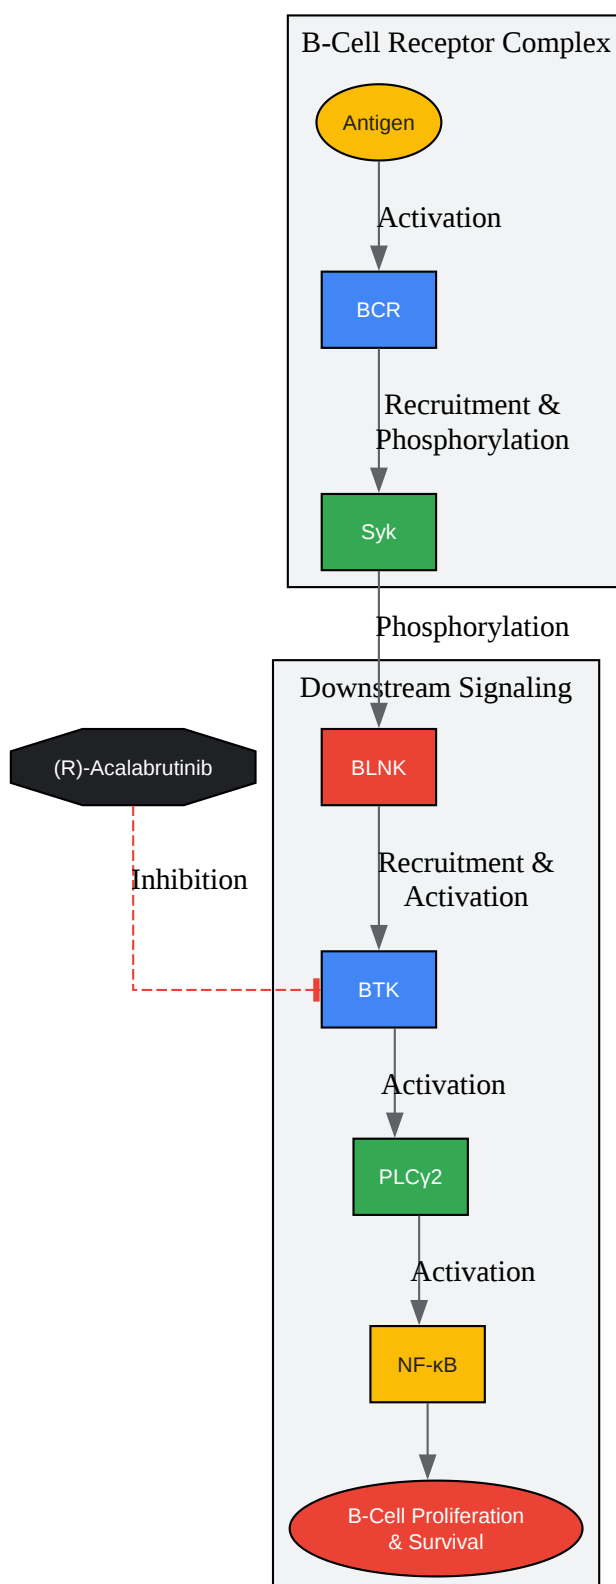 B-Cell Receptor Complex
Antigen
Activation
BCR
Recruitment &
Phosphorylation
Syk
Phosphorylation
Downstream Signaling
(R)-Acalabrutinib
BLNK
Inhibition
Recruitment &
Activation
BTK
Activation
PLCγ2
Activation
NF-κB
B-Cell Proliferation
& Survival